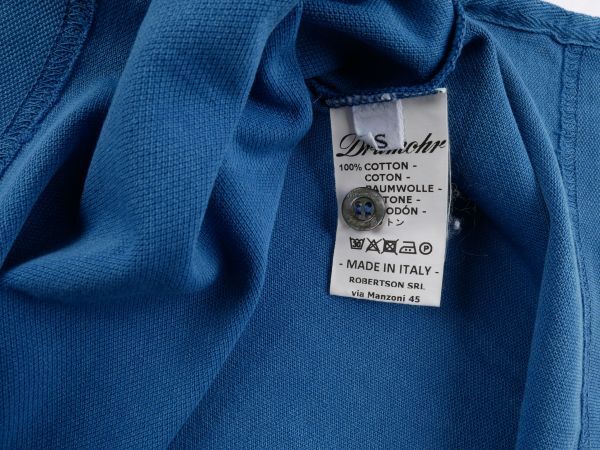 S
Drumohr
100% COTTON -
COTON -
BAUMWOLLE -
TONE -
ODÓN -
トン
- MADE IN ITALY -
ROBERTSON SRL
via Manzoni 45